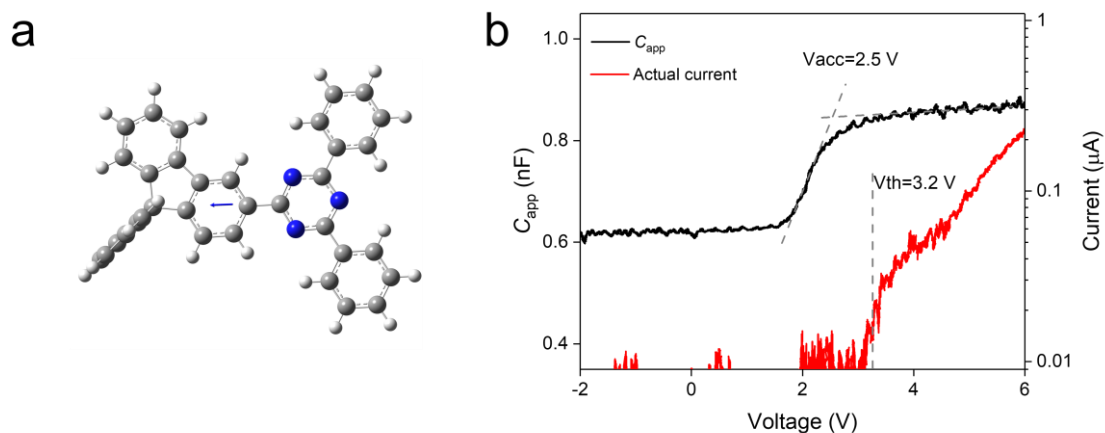 a
b
C_app
Actual current
Vacc=2.5 V
Vth=3.2 V
1.0
0.8
0.6
0.4
C_app (nF)
1
0.1
0.01
Current (μA)
-2
0
2
4
6
Voltage (V)